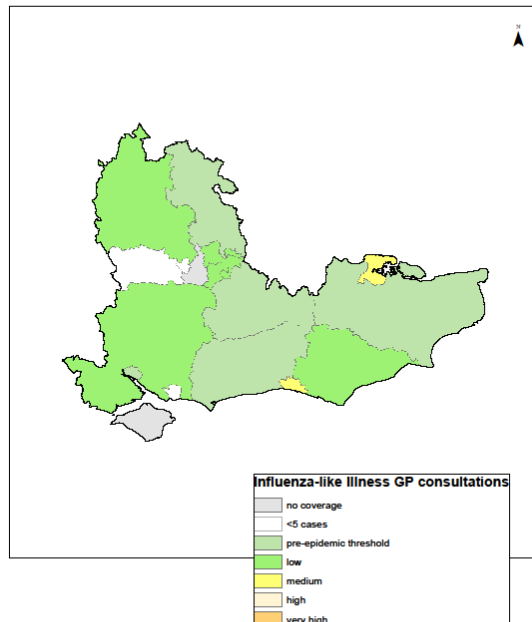 N
Influenza-like Illness GP consultations
no coverage
<5 cases
pre-epidemic threshold
low
medium
high
very high